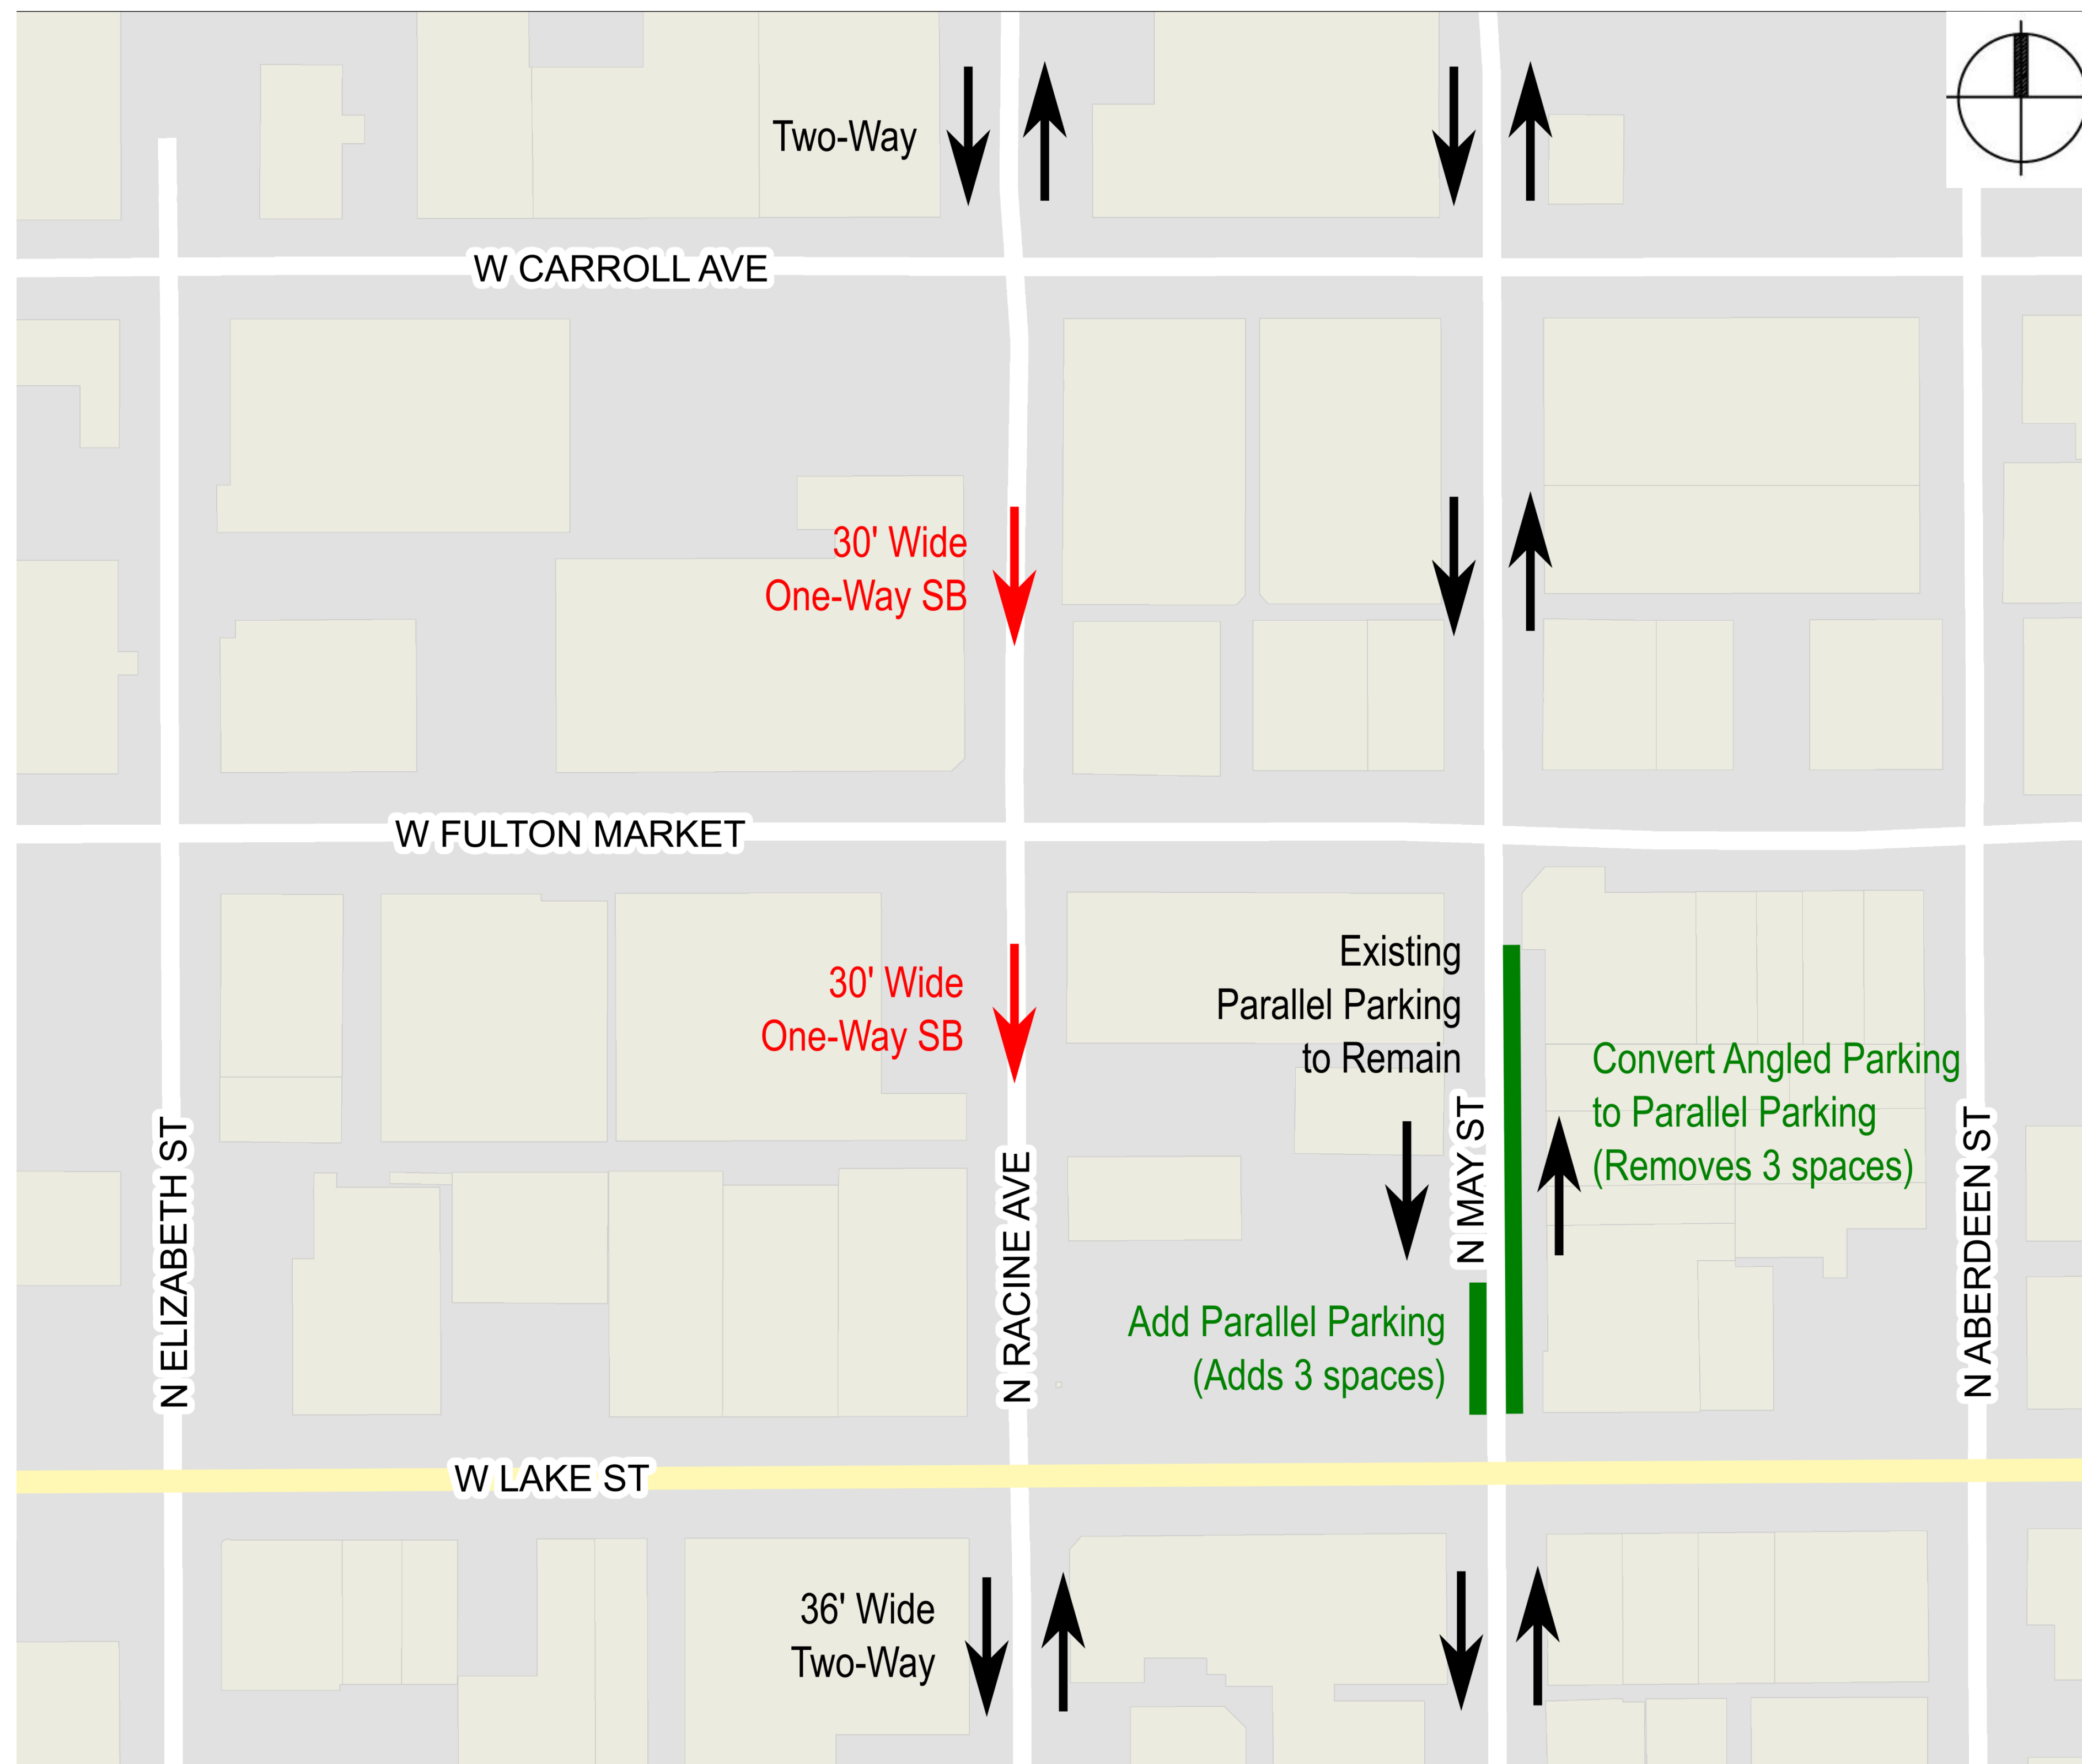 Two-Way
W CARROLL AVE
30' Wide
One-Way SB
W FULTON MARKET
30' Wide
One-Way SB
Existing
Parallel Parking
to Remain
Convert Angled Parking
to Parallel Parking
(Removes 3 spaces)
N ELIZABETH ST
N RACINE AVE
N MAY ST
N ABERDEEN ST
Add Parallel Parking
(Adds 3 spaces)
W LAKE ST
36' Wide
Two-Way